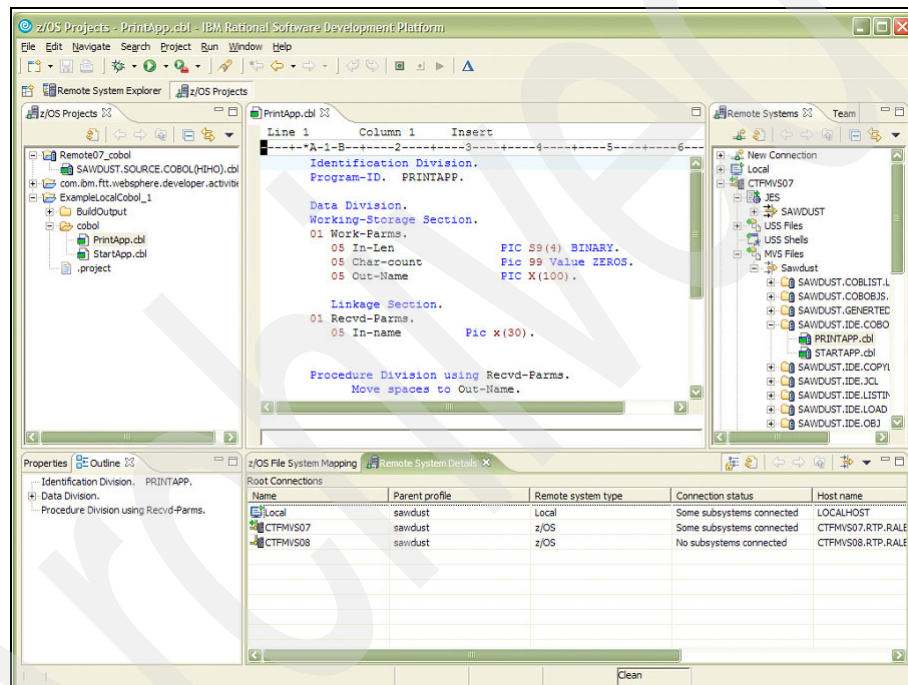 z/OS Projects - PrintApp.cbl - IBM Rational Software Development Platform
File Edit Navigate Search Project Run Window Help
Remote System Explorer z/OS Projects
z/OS Projects
Remote07_cobol
SAWDUST.SOURCE.COBOL(HIHO).cbl
com.ibm.ftt.websphere.developer.activitie
ExampleLocalCobol_1
BuildOutput
cobol
PrintApp.cbl
StartApp.cbl
.project
PrintApp.cbl
Line 1 Column 1 Insert
----+-*A-1-B--+----2----+----3----+----4----+----5----+----6--
Identification Division.
Program-ID. PRINTAPP.
Data Division.
Working-Storage Section.
01 Work-Parms.
05 In-Len PIC S9(4) BINARY.
05 Char-count PIC 99 Value ZEROS.
05 Out-Name PIC X(100).
Linkage Section.
01 Recvd-Parms.
05 In-name Pic x(30).
Procedure Division using Recvd-Parms.
Move spaces to Out-Name.
Remote Systems Team
New Connection
Local
CTFMVS07
JES
SAWDUST
USS Files
USS Shells
MVS Files
Sawdust
SAWDUST.COBLIST.L
SAWDUST.COBOBJS.
SAWDUST.GENERTED
SAWDUST.IDE.COBO
PRINTAPP.cbl
STARTAPP.cbl
SAWDUST.IDE.COPYL
SAWDUST.IDE.JCL
SAWDUST.IDE.LISTIN
SAWDUST.IDE.LOAD
SAWDUST.IDE.OBJ
Properties Outline
Identification Division. PRINTAPP.
Data Division.
Procedure Division using Recvd-Parms.
z/OS File System Mapping Remote System Details
Root Connections
Name Parent profile Remote system type Connection status Host name
Local sawdust Local Some subsystems connected LOCALHOST
CTFMVS07 sawdust z/OS Some subsystems connected CTFMVS07.RTP.RALE
CTFMVS08 sawdust z/OS No subsystems connected CTFMVS08.RTP.RALE
Clean